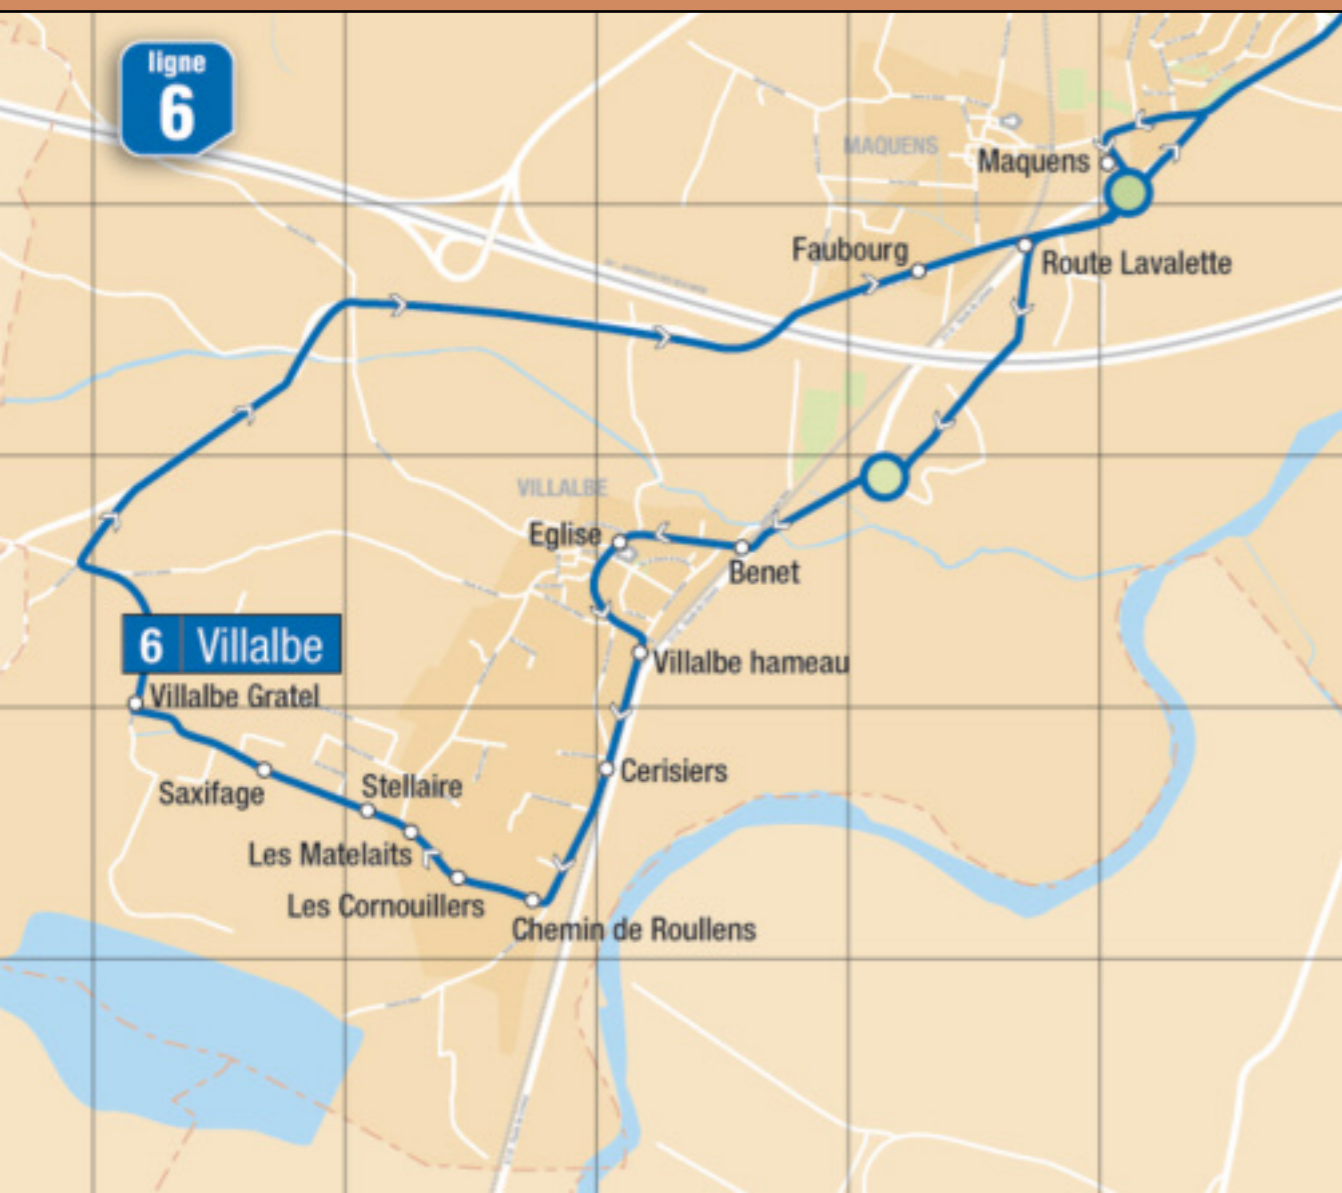 ligne
6
MAQUENS
Maquens
Faubourg
Route Lavalette
VILLALBE
Eglise
Benet
6 Villalbe
Villalbe hameau
Villalbe Gratel
Cerisiers
Saxifage
Stellaire
Les Matelaits
Les Cornouillers
Chemin de Roullens